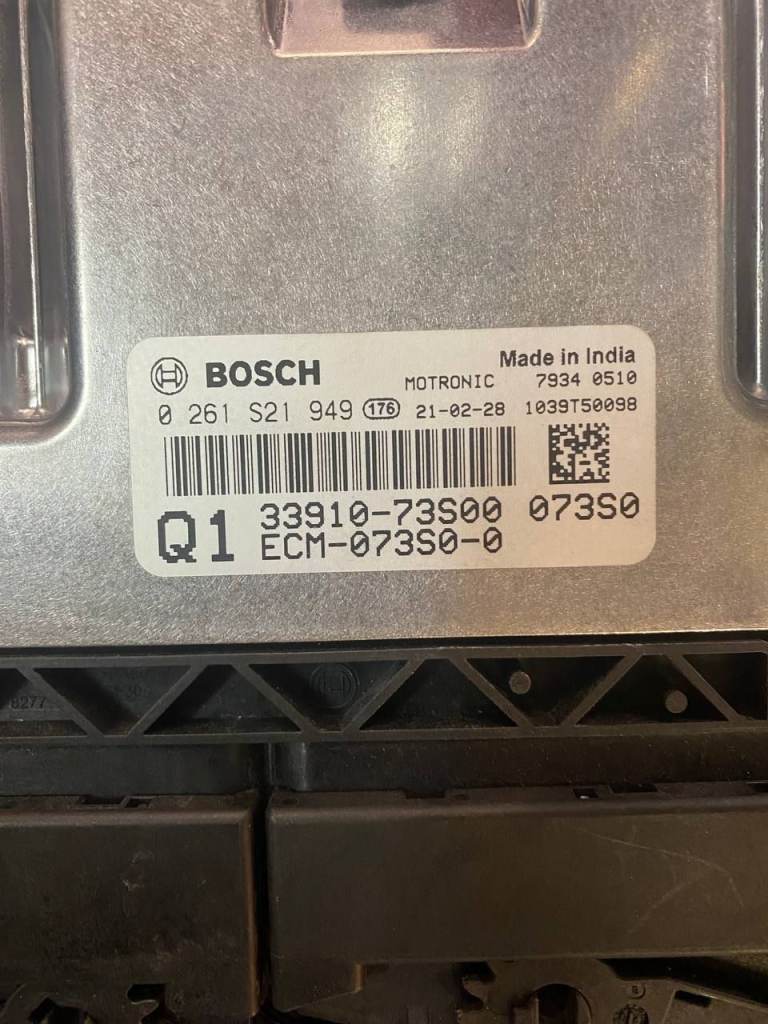 BOSCH
Made in India
MOTRONIC 7934 0510
0 261 S21 949 176 21-02-28 1039T50098
Q1 33910-73S00 073S0
ECM-073S0-0
8277